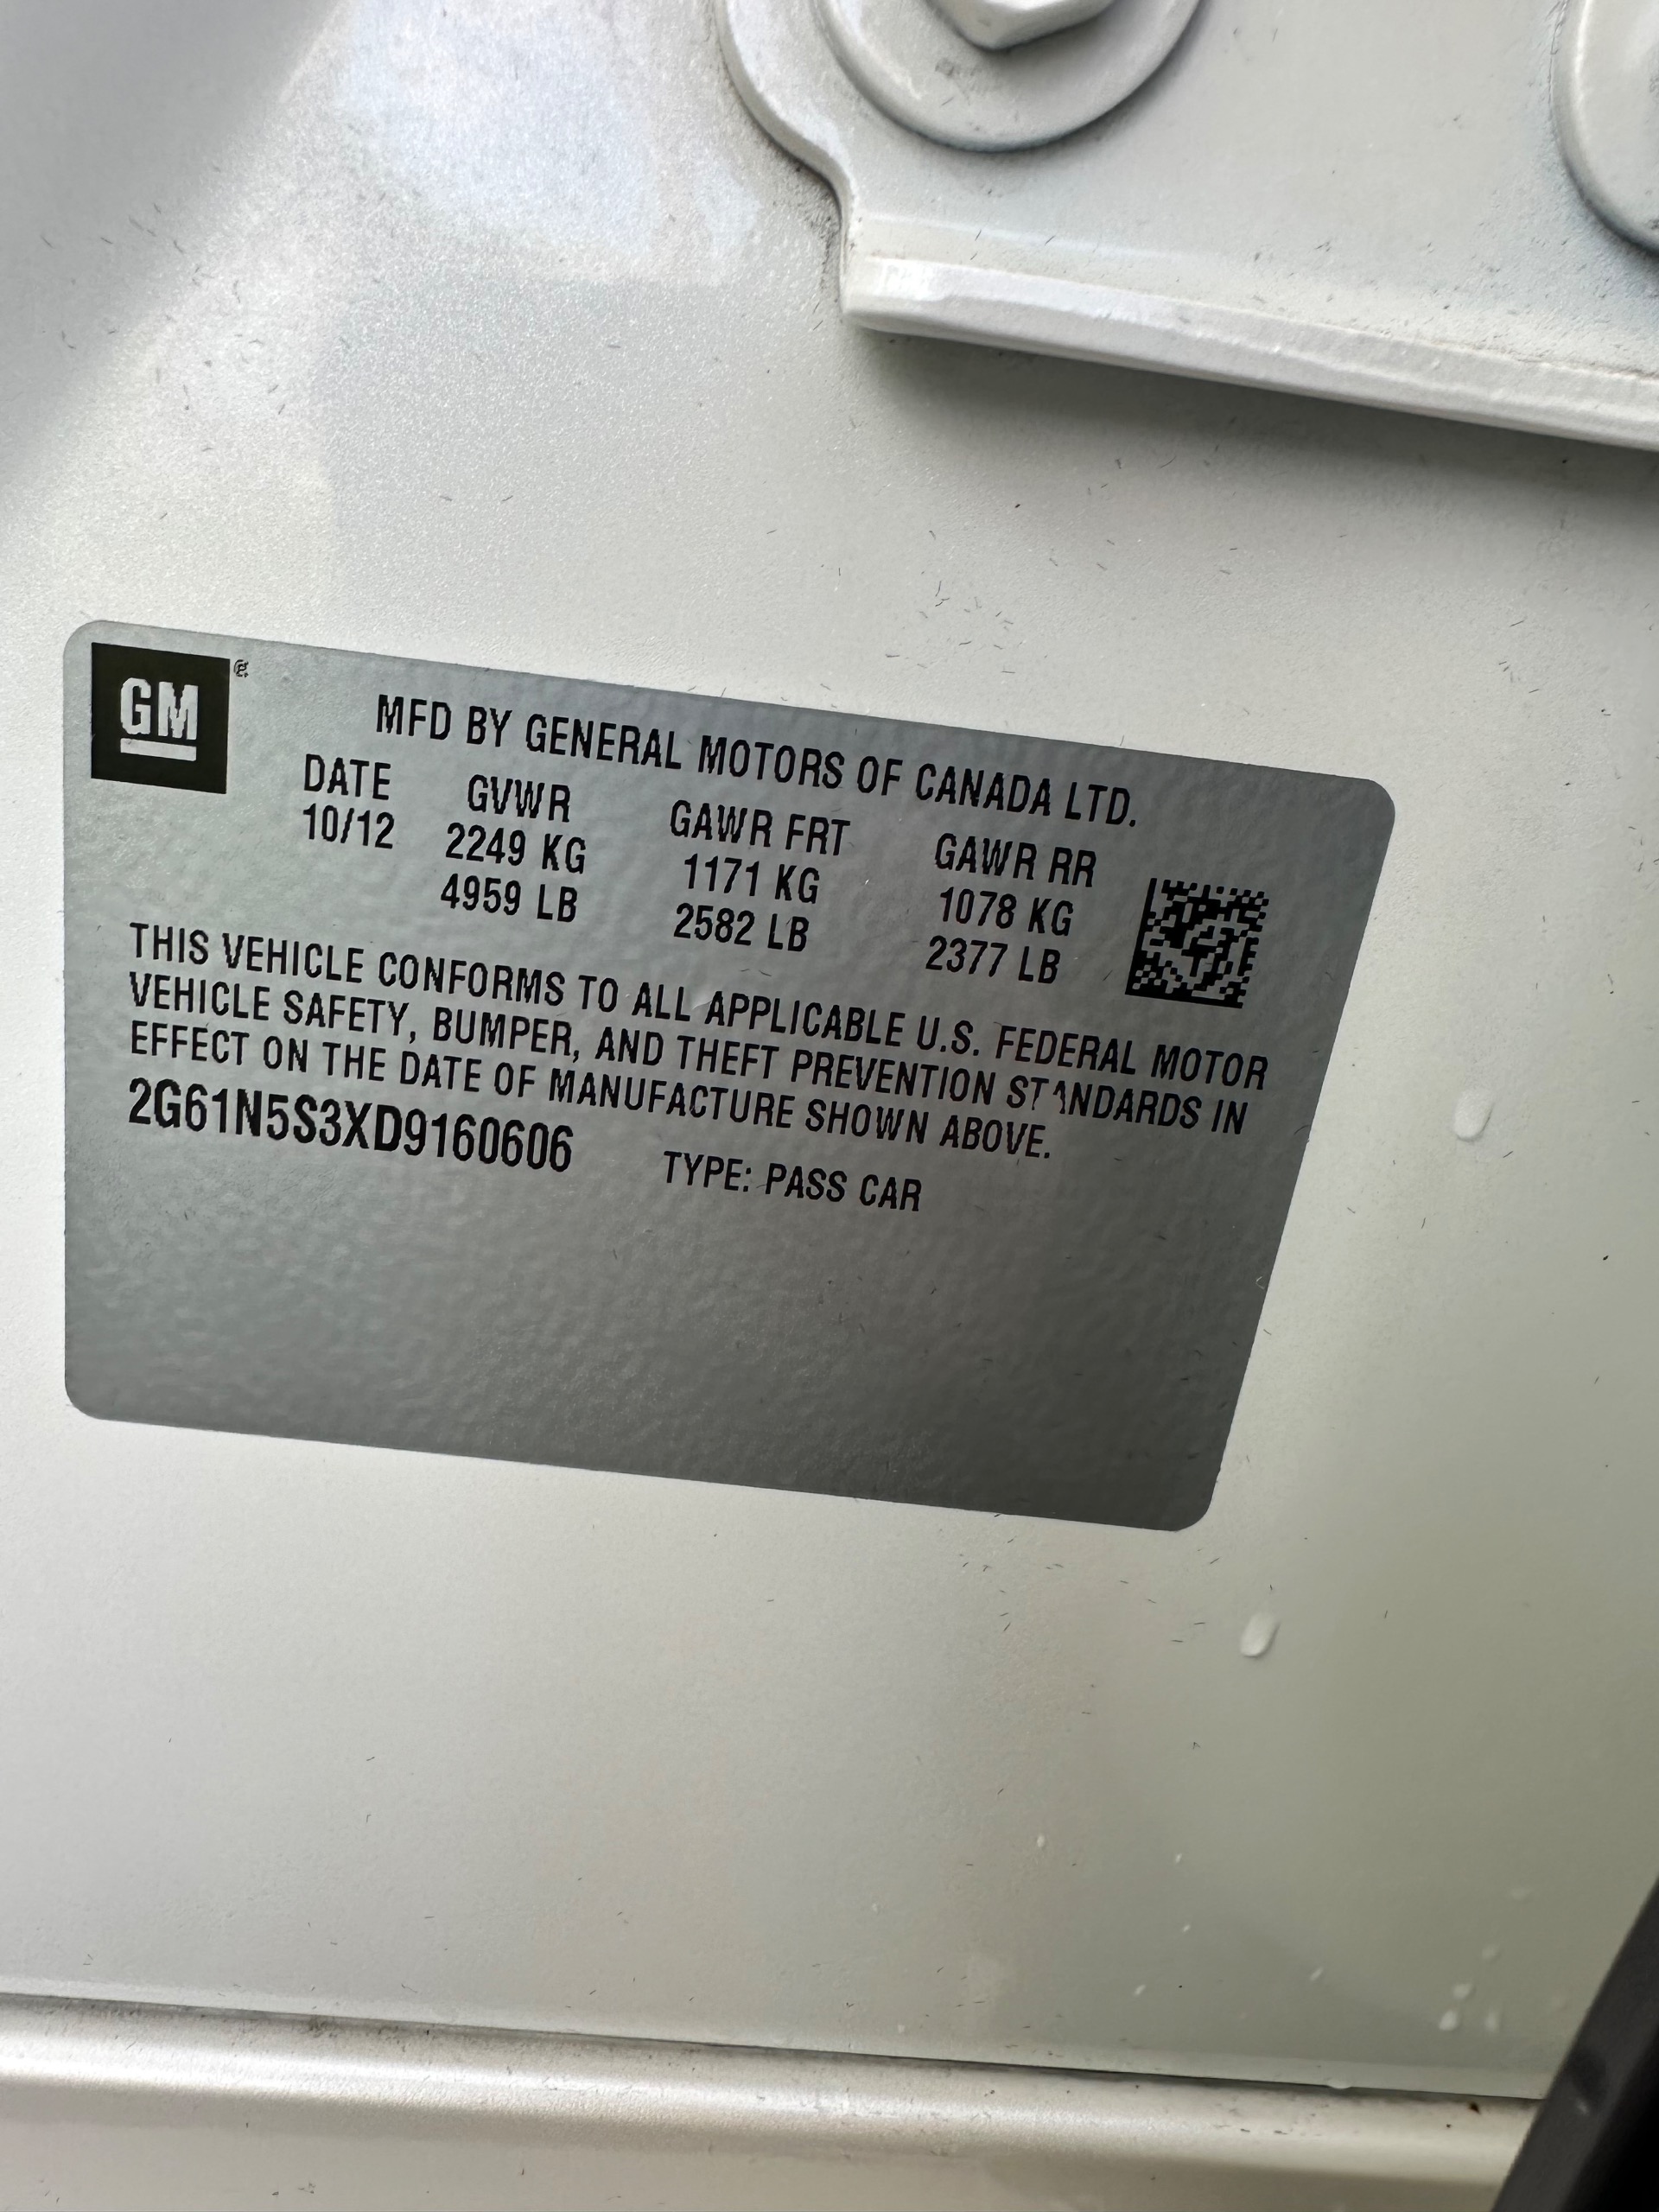 GM
MFD BY GENERAL MOTORS OF CANADA LTD.
DATE GVWR GAWR FRT GAWR RR
10/12 2249 KG 1171 KG 1078 KG
4959 LB 2582 LB 2377 LB
THIS VEHICLE CONFORMS TO ALL APPLICABLE U.S. FEDERAL MOTOR
VEHICLE SAFETY, BUMPER, AND THEFT PREVENTION STANDARDS IN
EFFECT ON THE DATE OF MANUFACTURE SHOWN ABOVE.
2G61N5S3XD9160606 TYPE: PASS CAR